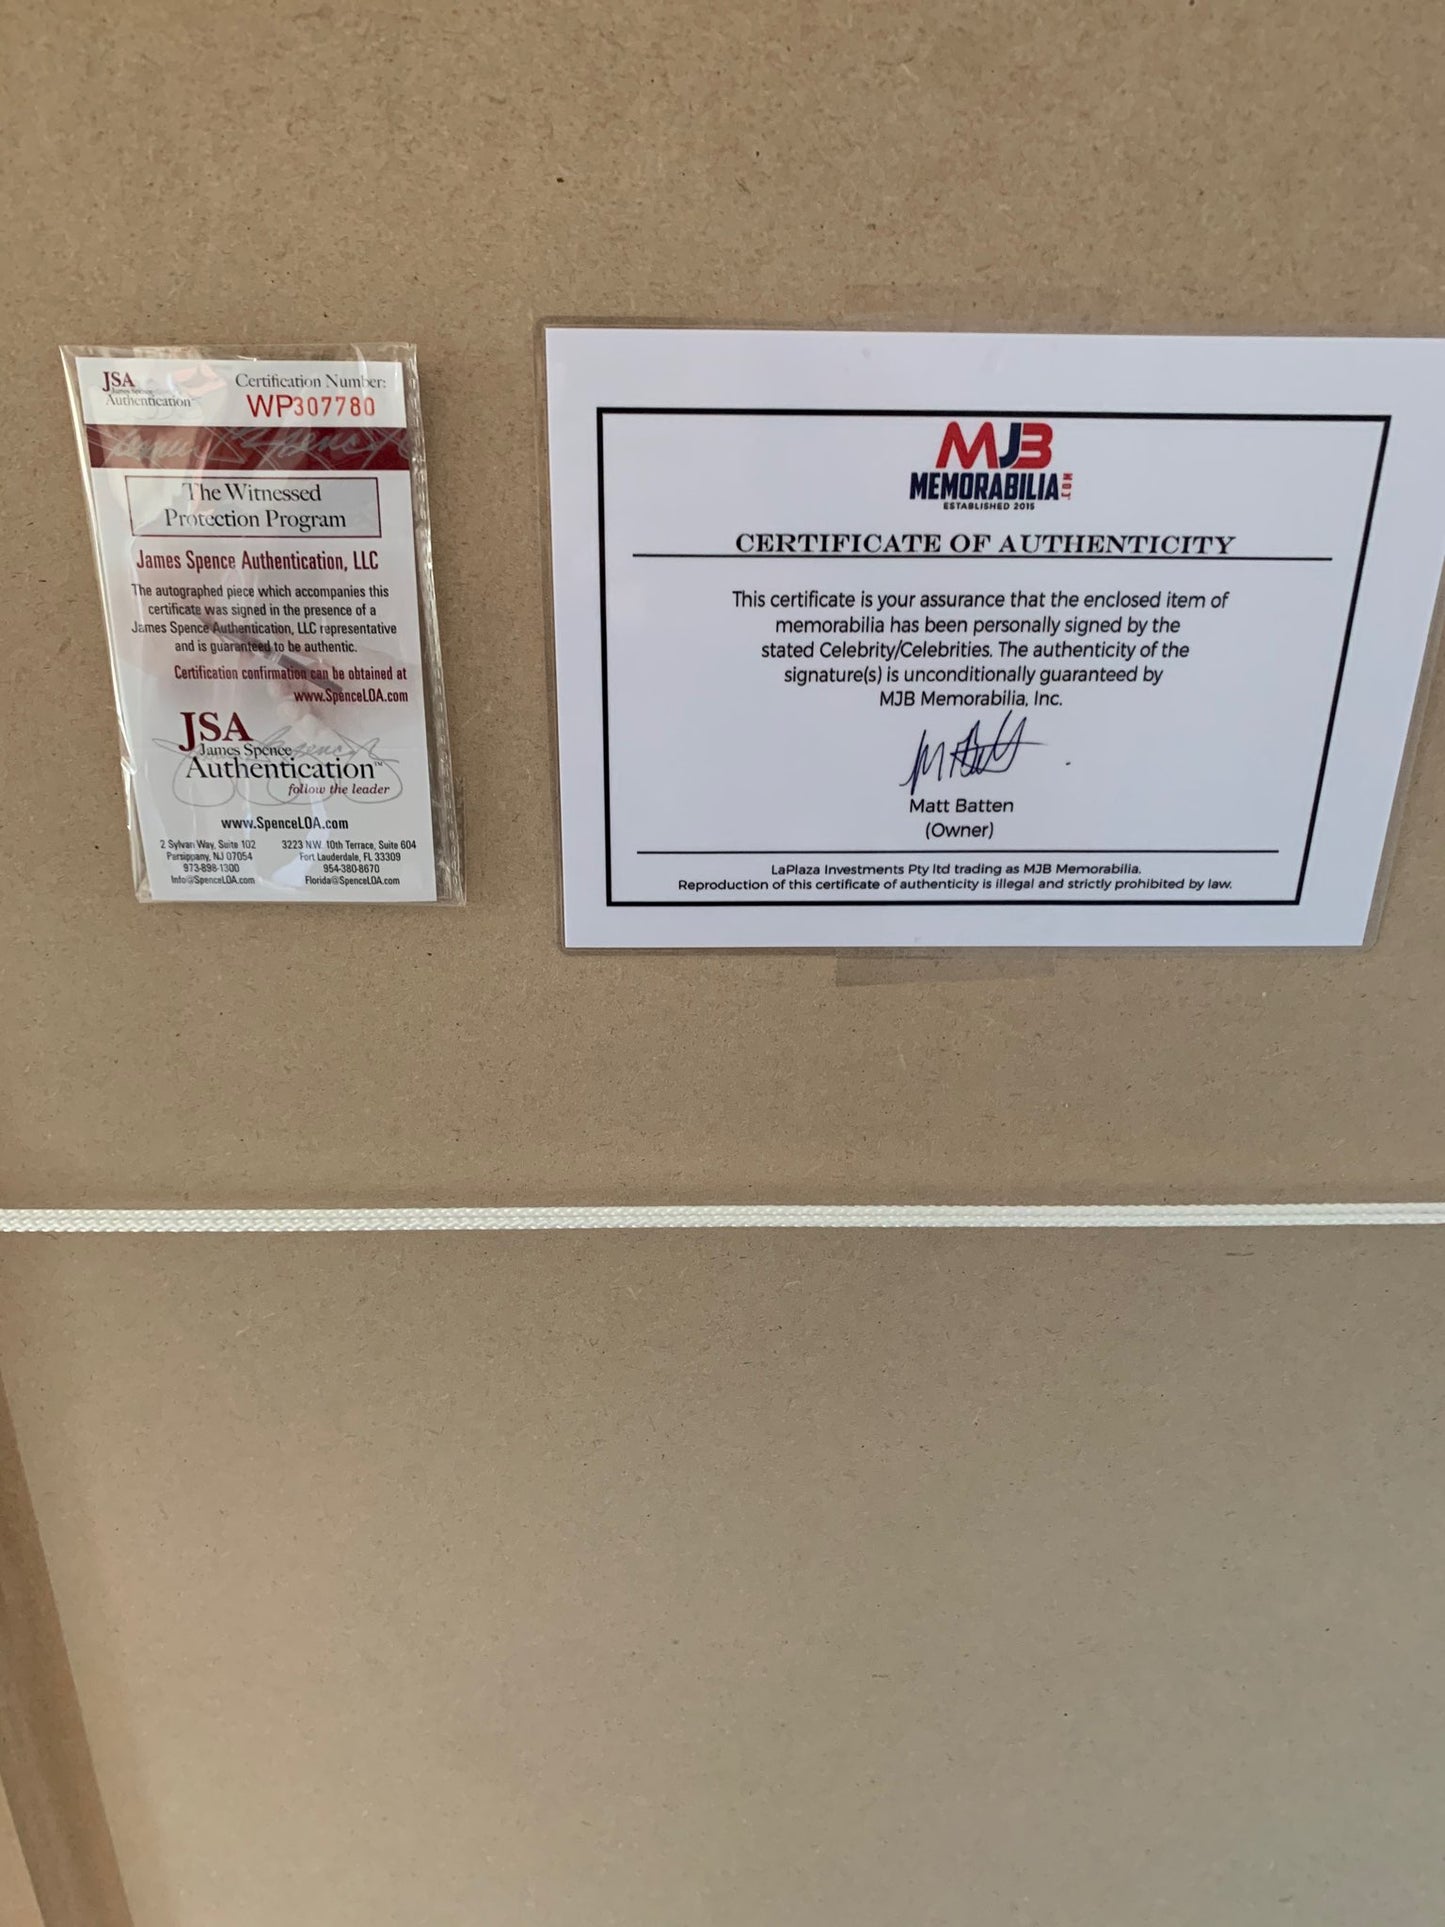 JSA
Authentication
Certification Number:
WP307780
The Witnessed
Protection Program
James Spence Authentication, LLC
The autographed piece which accompanies this
certificate was signed in the presence of a
James Spence Authentication, LLC representative
and is guaranteed to be authentic.
Certification confirmation can be obtained at
www.SpenceLOA.com
JSA
James Spence
Authentication™
follow the leader
www.SpenceLOA.com
2 Sylvan Way, Suite 102
Parsippany, NJ 07054
973-898-1300
Info@SpenceLOA.com
3223 N.W. 10th Terrace, Suite 604
Fort Lauderdale, FL 33309
954-380-8670
Florida@SpenceLOA.com
MJB
MEMORABILIA
ESTABLISHED 2015
CERTIFICATE OF AUTHENTICITY
This certificate is your assurance that the enclosed item of
memorabilia has been personally signed by the
stated Celebrity/Celebrities. The authenticity of the
signature(s) is unconditionally guaranteed by
MJB Memorabilia, Inc.
Matt Batten
(Owner)
LaPlaza Investments Pty ltd trading as MJB Memorabilia.
Reproduction of this certificate of authenticity is illegal and strictly prohibited by law.